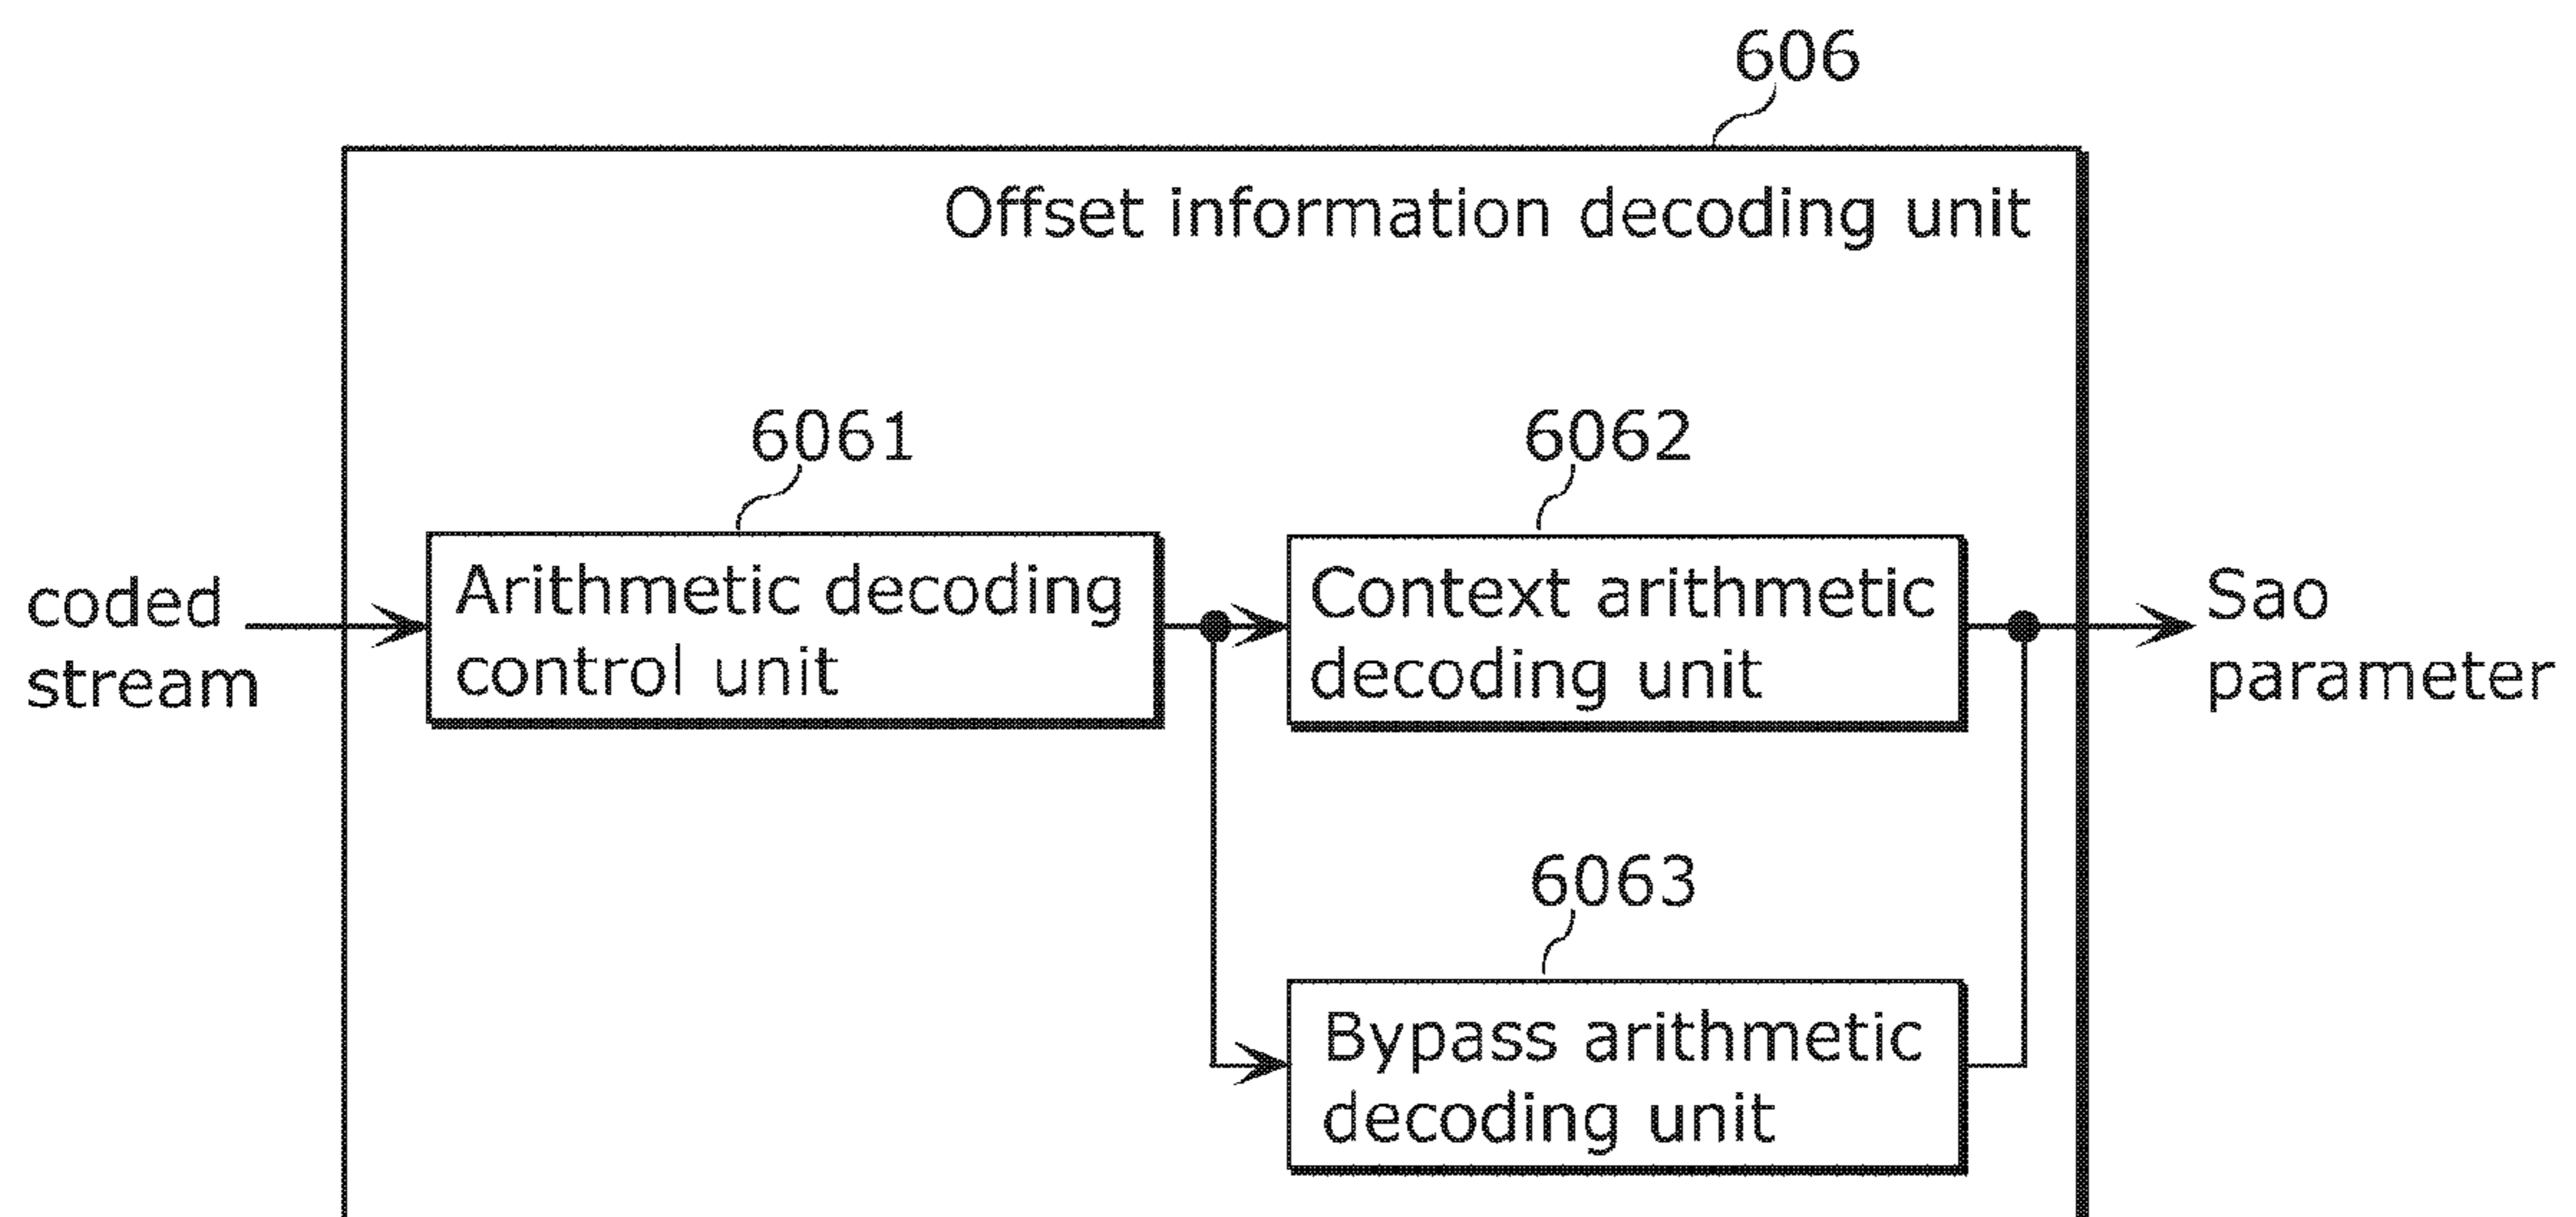 606
Offset information decoding unit
6061
6062
coded
stream
Arithmetic decoding
control unit
Context arithmetic
decoding unit
Sao
parameter
6063
Bypass arithmetic
decoding unit